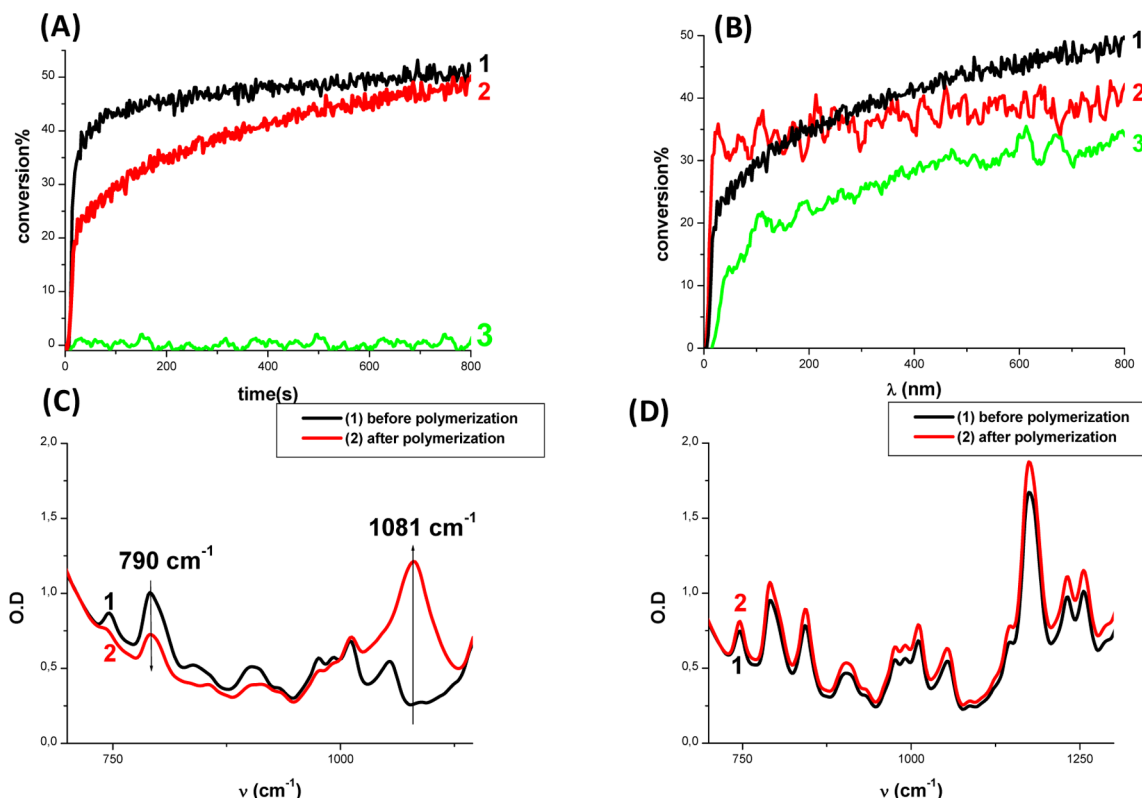 (A)
50
40
30
20
10
0
conversion%
0
200
400
600
800
time(s)
1
2
3
(B)
50
40
30
20
10
0
conversion%
0
200
400
600
800
λ (nm)
1
2
3
(C)
(1) before polymerization
(2) after polymerization
2,0
1,5
1,0
0,5
0,0
O.D
790 cm-1
1081 cm-1
1
2
750
1000
ν (cm-1)
(D)
(1) before polymerization
(2) after polymerization
2,0
1,5
1,0
0,5
0,0
O.D
2
1
750
1000
1250
ν (cm-1)